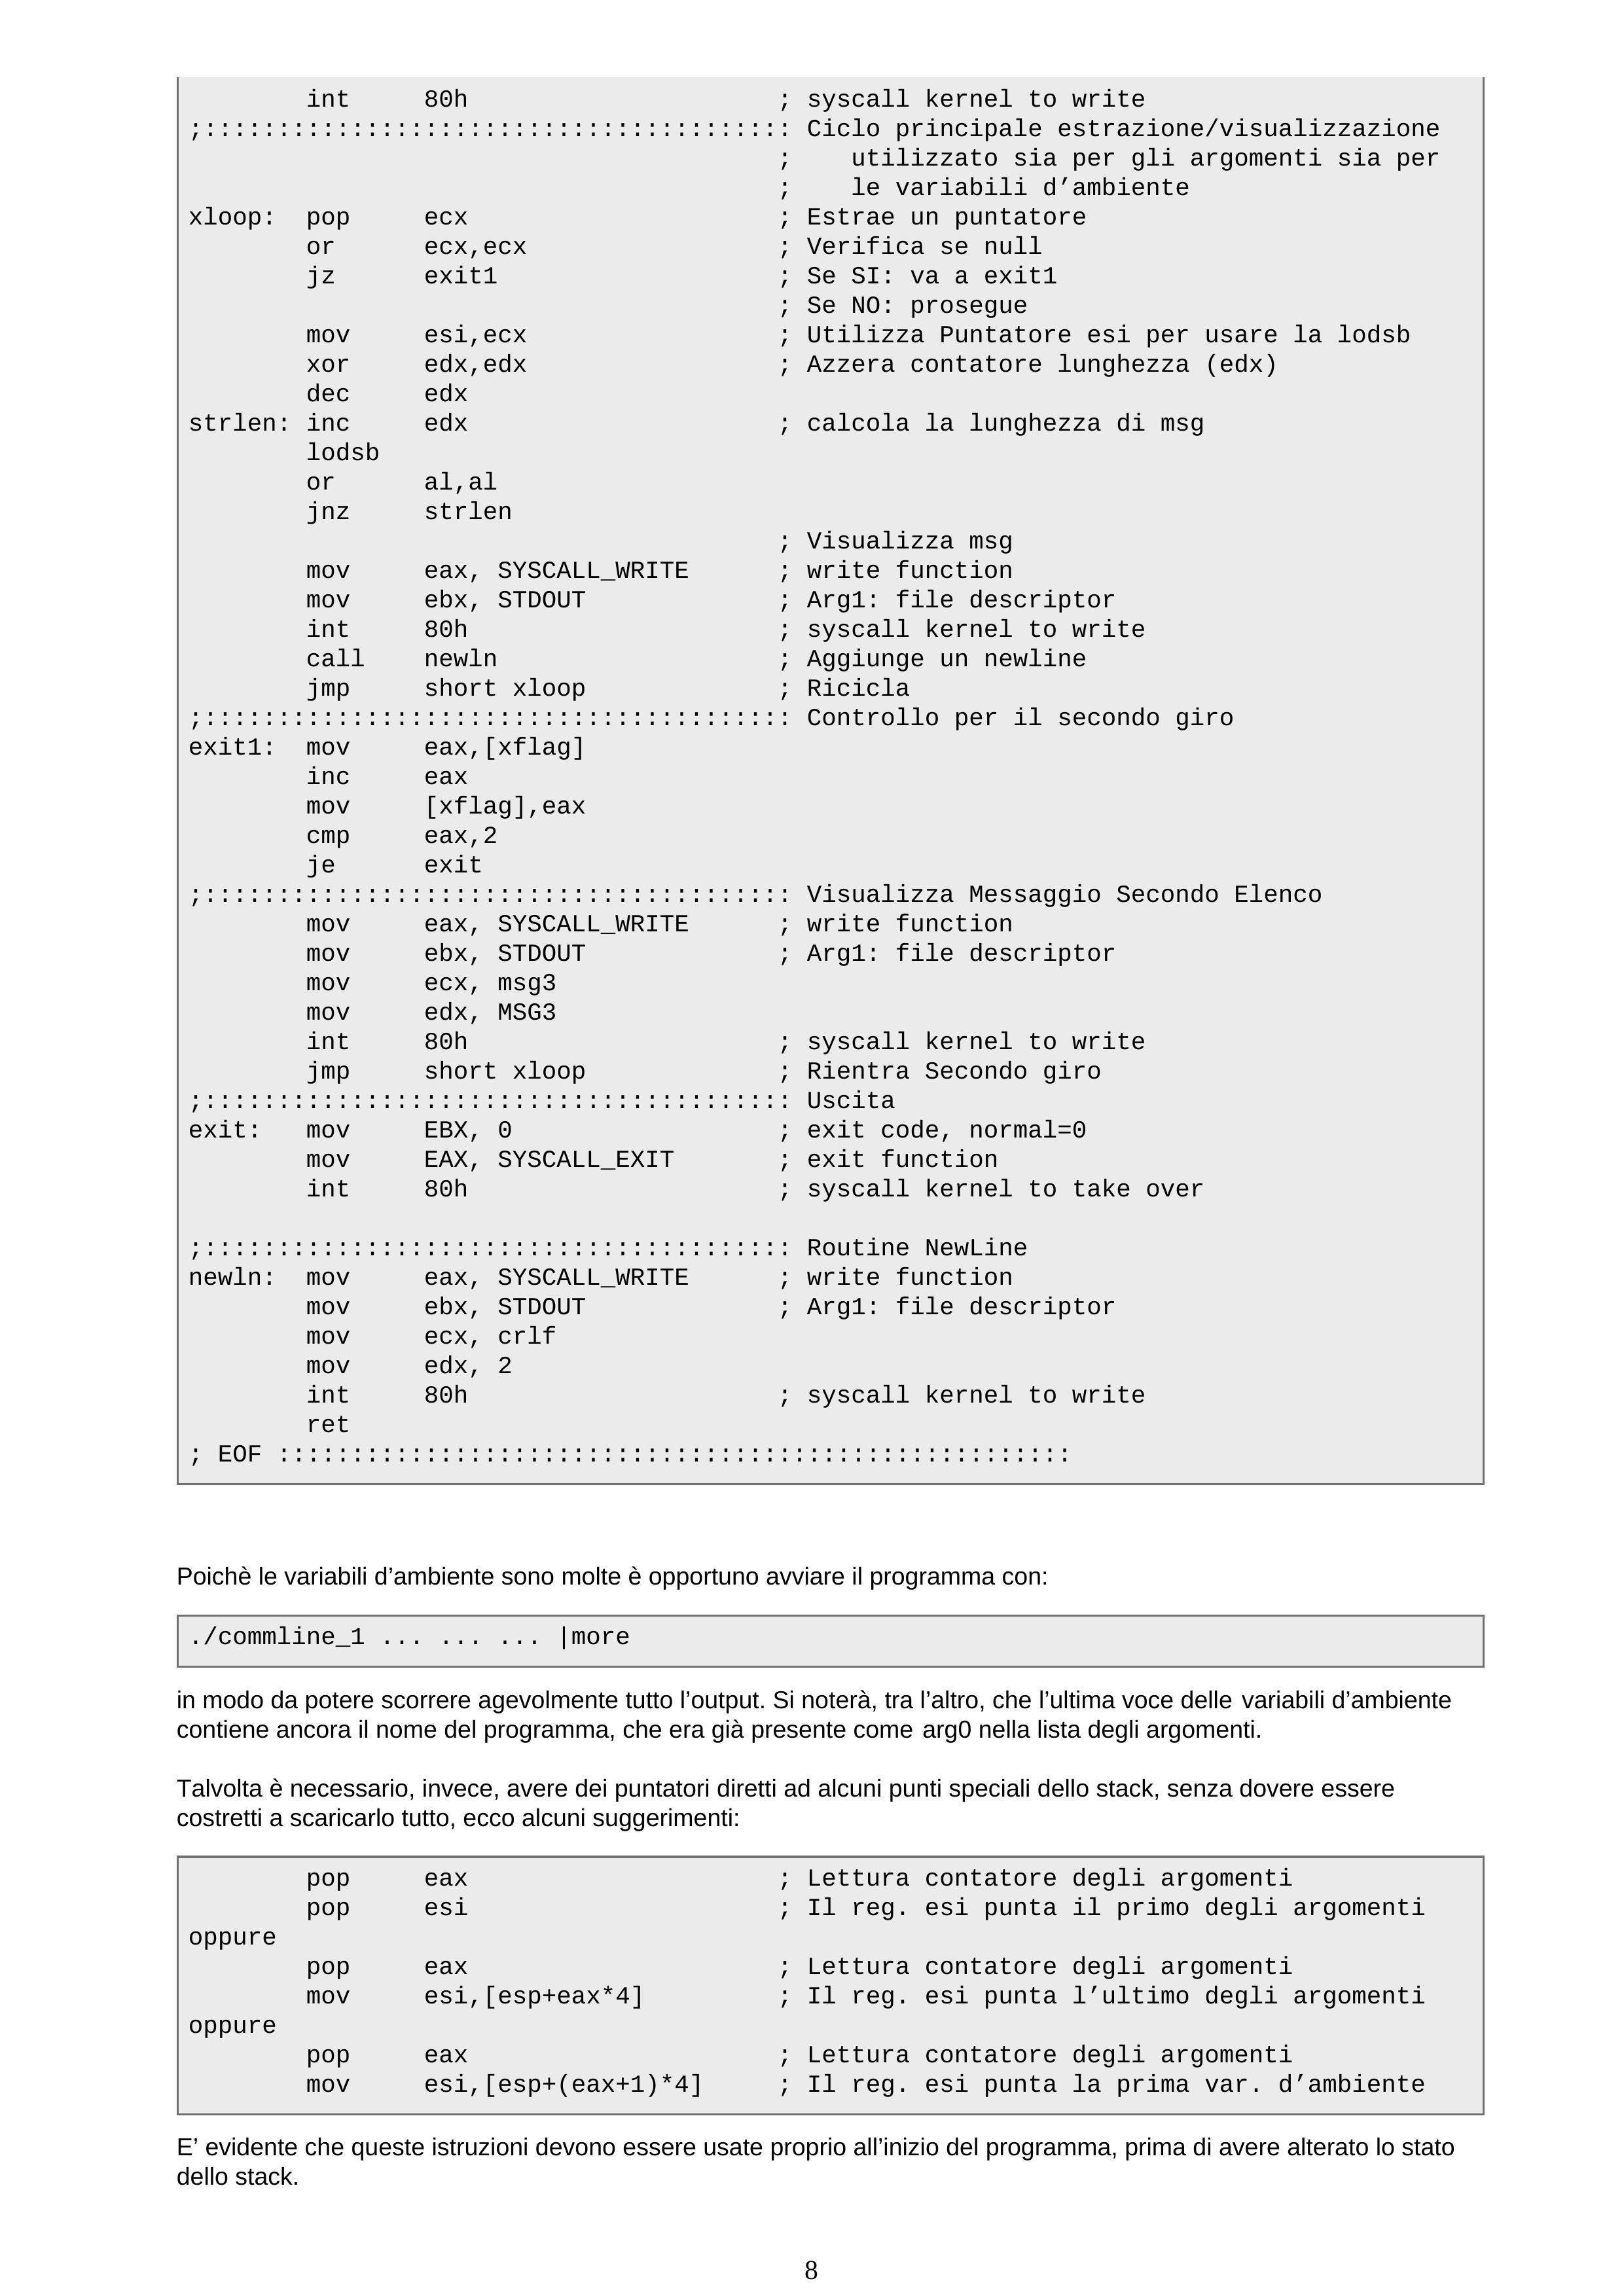 int     80h                     ; syscall kernel to write
;:::::::::::::::::::::::::::::::::::::::: Ciclo principale estrazione/visualizzazione
                                        ;    utilizzato sia per gli argomenti sia per
                                        ;    le variabili d’ambiente
xloop:  pop     ecx                     ; Estrae un puntatore
        or      ecx,ecx                 ; Verifica se null
        jz      exit1                   ; Se SI: va a exit1
                                        ; Se NO: prosegue
        mov     esi,ecx                 ; Utilizza Puntatore esi per usare la lodsb
        xor     edx,edx                 ; Azzera contatore lunghezza (edx)
        dec     edx
strlen: inc     edx                     ; calcola la lunghezza di msg
        lodsb
        or      al,al
        jnz     strlen
                                        ; Visualizza msg
        mov     eax, SYSCALL_WRITE      ; write function
        mov     ebx, STDOUT             ; Arg1: file descriptor
        int     80h                     ; syscall kernel to write
        call    newln                   ; Aggiunge un newline
        jmp     short xloop             ; Ricicla
;:::::::::::::::::::::::::::::::::::::::: Controllo per il secondo giro
exit1:  mov     eax,[xflag]
        inc     eax
        mov     [xflag],eax
        cmp     eax,2
        je      exit
;:::::::::::::::::::::::::::::::::::::::: Visualizza Messaggio Secondo Elenco
        mov     eax, SYSCALL_WRITE      ; write function
        mov     ebx, STDOUT             ; Arg1: file descriptor
        mov     ecx, msg3
        mov     edx, MSG3
        int     80h                     ; syscall kernel to write
        jmp     short xloop             ; Rientra Secondo giro
;:::::::::::::::::::::::::::::::::::::::: Uscita
exit:   mov     EBX, 0                  ; exit code, normal=0
        mov     EAX, SYSCALL_EXIT       ; exit function
        int     80h                     ; syscall kernel to take over
;:::::::::::::::::::::::::::::::::::::::: Routine NewLine
newln:  mov     eax, SYSCALL_WRITE      ; write function
        mov     ebx, STDOUT             ; Arg1: file descriptor
        mov     ecx, crlf
        mov     edx, 2
        int     80h                     ; syscall kernel to write
        ret
; EOF ::::::::::::::::::::::::::::::::::::::::::::::::::::::
Poichè le variabili d’ambiente sono molte è opportuno avviare il programma con:
./commline_1 ... ... ... |more
in modo da potere scorrere agevolmente tutto l’output. Si noterà, tra l’altro, che l’ultima voce delle variabili d’ambiente
contiene ancora il nome del programma, che era già presente come arg0 nella lista degli argomenti.
Talvolta è necessario, invece, avere dei puntatori diretti ad alcuni punti speciali dello stack, senza dovere essere
costretti a scaricarlo tutto, ecco alcuni suggerimenti:
        pop     eax                     ; Lettura contatore degli argomenti
        pop     esi                     ; Il reg. esi punta il primo degli argomenti
oppure
        pop     eax                     ; Lettura contatore degli argomenti
        mov     esi,[esp+eax*4]         ; Il reg. esi punta l’ultimo degli argomenti
oppure
        pop     eax                     ; Lettura contatore degli argomenti
        mov     esi,[esp+(eax+1)*4]     ; Il reg. esi punta la prima var. d’ambiente
E’ evidente che queste istruzioni devono essere usate proprio all’inizio del programma, prima di avere alterato lo stato
dello stack.
8